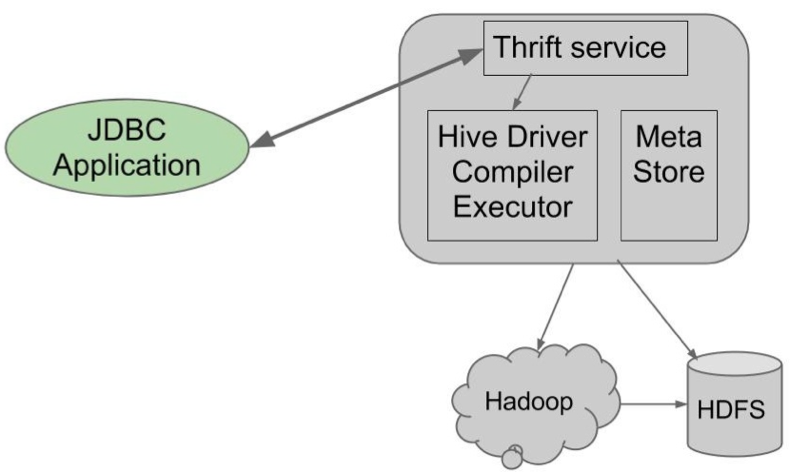 Thrift service
JDBC
Application
Hive Driver
Compiler
Executor
Meta
Store
Hadoop
HDFS